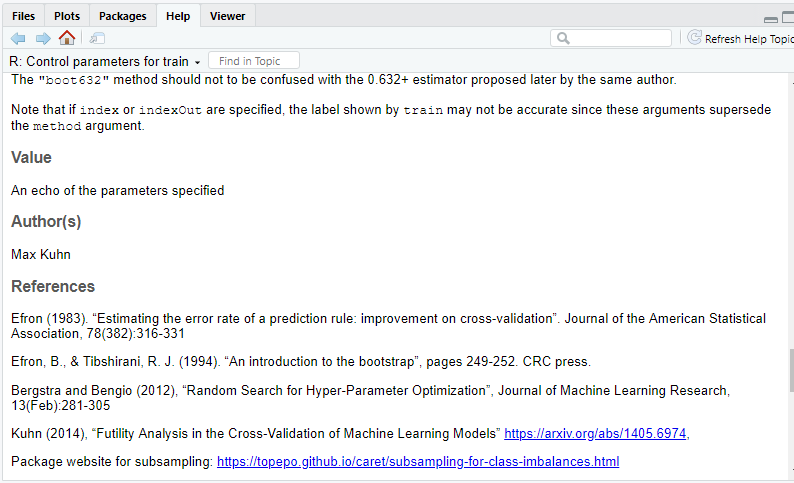 Files Plots Packages Help Viewer
Refresh Help Topic
R: Control parameters for train Find in Topic
The "boot632" method should not to be confused with the 0.632+ estimator proposed later by the same author.
Note that if index or indexOut are specified, the label shown by train may not be accurate since these arguments supersede
the method argument.
Value
An echo of the parameters specified
Author(s)
Max Kuhn
References
Efron (1983). “Estimating the error rate of a prediction rule: improvement on cross-validation”. Journal of the American Statistical
Association, 78(382):316-331
Efron, B., & Tibshirani, R. J. (1994). “An introduction to the bootstrap”, pages 249-252. CRC press.
Bergstra and Bengio (2012), “Random Search for Hyper-Parameter Optimization”, Journal of Machine Learning Research,
13(Feb):281-305
Kuhn (2014), “Futility Analysis in the Cross-Validation of Machine Learning Models” https://arxiv.org/abs/1405.6974,
Package website for subsampling: https://topepo.github.io/caret/subsampling-for-class-imbalances.html